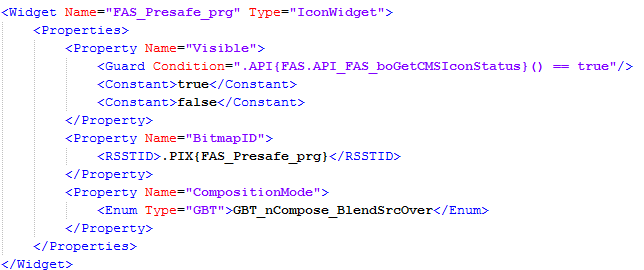 <Widget Name="FAS_Presafe_prg" Type="IconWidget">
<Properties>
<Property Name="Visible">
<Guard Condition=".API{FAS.API_FAS_boGetCMSIconStatus}() == true"/>
<Constant>true</Constant>
<Constant>false</Constant>
</Property>
<Property Name="BitmapID">
<RSSTID>.PIX{FAS_Presafe_prg}</RSSTID>
</Property>
<Property Name="CompositionMode">
<Enum Type="GBT">GBT_nCompose_BlendSrcOver</Enum>
</Property>
</Properties>
</Widget>